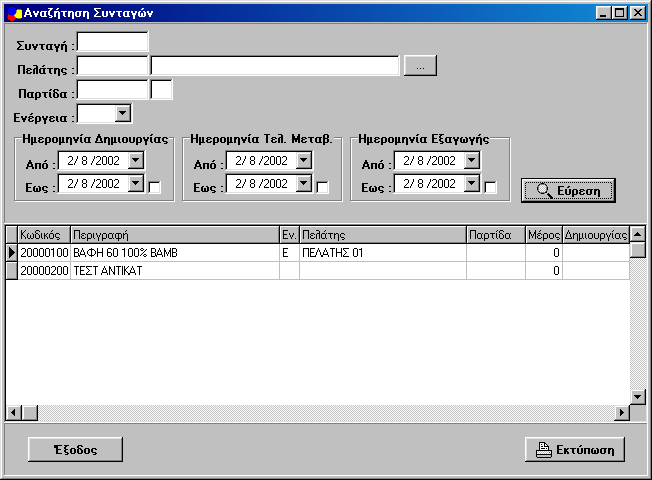 Αναζήτηση Συνταγών
Συνταγή :
Πελάτης :
...
Παρτίδα :
Ενέργεια :
Ημερομηνία Δημιουργίας
Ημερομηνία Τελ. Μεταβ.
Ημερομηνία Εξαγωγής
Από : 2/ 8 /2002
Από : 2/ 8 /2002
Από : 2/ 8 /2002
Εως : 2/ 8 /2002
Εως : 2/ 8 /2002
Εως : 2/ 8 /2002
Εύρεση
Κωδικός Περιγραφή Εν. Πελάτης Παρτίδα Μέρος Δημιουργίας
20000100 ΒΑΦΗ 60 100% ΒΑΜΒ Ε ΠΕΛΑΤΗΣ 01 0
20000200 ΤΕΣΤ ΑΝΤΙΚΑΤ 0
Έξοδος
Εκτύπωση